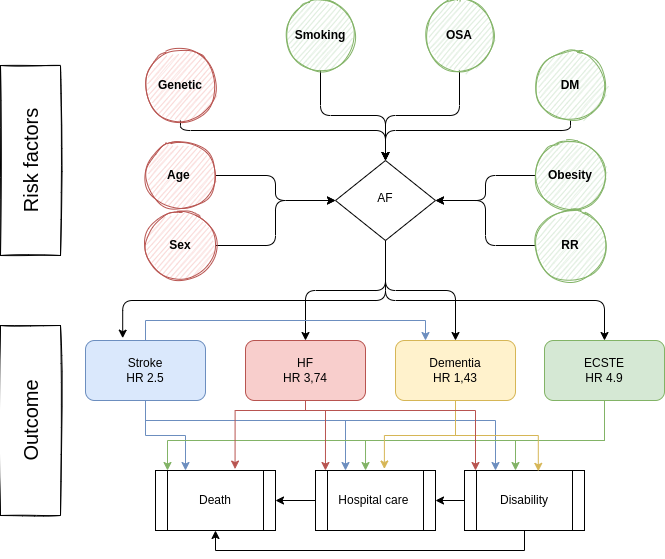 Smoking
OSA
Genetic
DM
Risk factors
Age
Obesity
AF
Sex
RR
Outcome
Stroke
HR 2.5
HF
HR 3,74
Dementia
HR 1,43
ECSTE
HR 4.9
Death
Hospital care
Disability